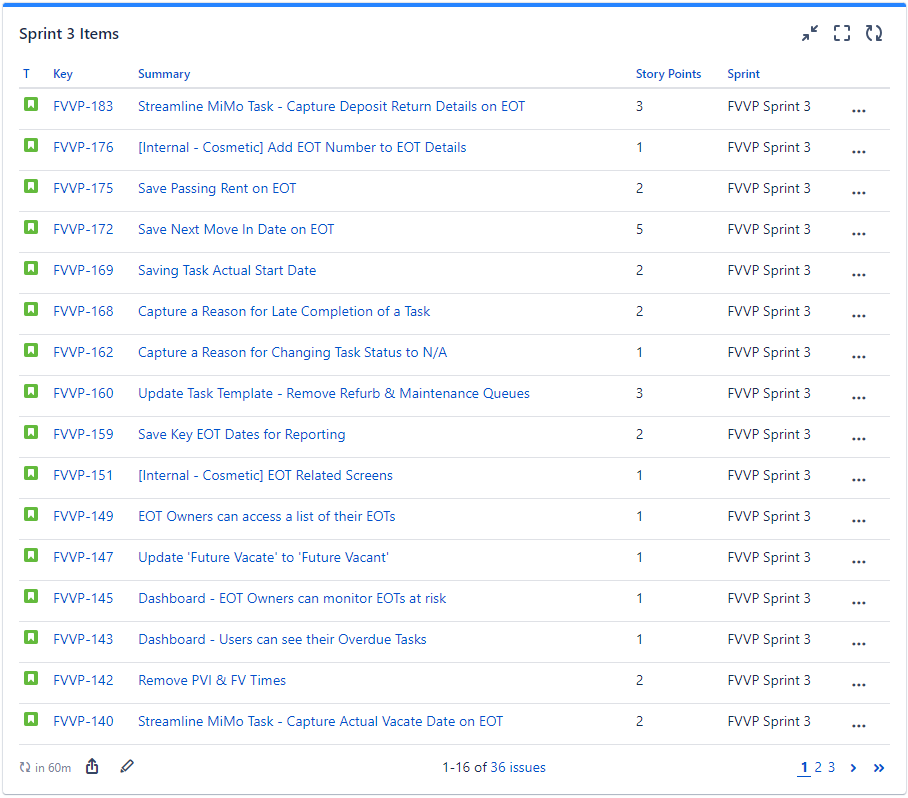 Sprint 3 Items
T Key Summary Story Points Sprint
FVVP-183 Streamline MiMo Task - Capture Deposit Return Details on EOT 3 FVVP Sprint 3
FVVP-176 [Internal - Cosmetic] Add EOT Number to EOT Details 1 FVVP Sprint 3
FVVP-175 Save Passing Rent on EOT 2 FVVP Sprint 3
FVVP-172 Save Next Move In Date on EOT 5 FVVP Sprint 3
FVVP-169 Saving Task Actual Start Date 2 FVVP Sprint 3
FVVP-168 Capture a Reason for Late Completion of a Task 2 FVVP Sprint 3
FVVP-162 Capture a Reason for Changing Task Status to N/A 1 FVVP Sprint 3
FVVP-160 Update Task Template - Remove Refurb & Maintenance Queues 3 FVVP Sprint 3
FVVP-159 Save Key EOT Dates for Reporting 2 FVVP Sprint 3
FVVP-151 [Internal - Cosmetic] EOT Related Screens 1 FVVP Sprint 3
FVVP-149 EOT Owners can access a list of their EOTs 1 FVVP Sprint 3
FVVP-147 Update 'Future Vacate' to 'Future Vacant' 1 FVVP Sprint 3
FVVP-145 Dashboard - EOT Owners can monitor EOTs at risk 1 FVVP Sprint 3
FVVP-143 Dashboard - Users can see their Overdue Tasks 1 FVVP Sprint 3
FVVP-142 Remove PVI & FV Times 2 FVVP Sprint 3
FVVP-140 Streamline MiMo Task - Capture Actual Vacate Date on EOT 2 FVVP Sprint 3
in 60m 1-16 of 36 issues 1 2 3 › »